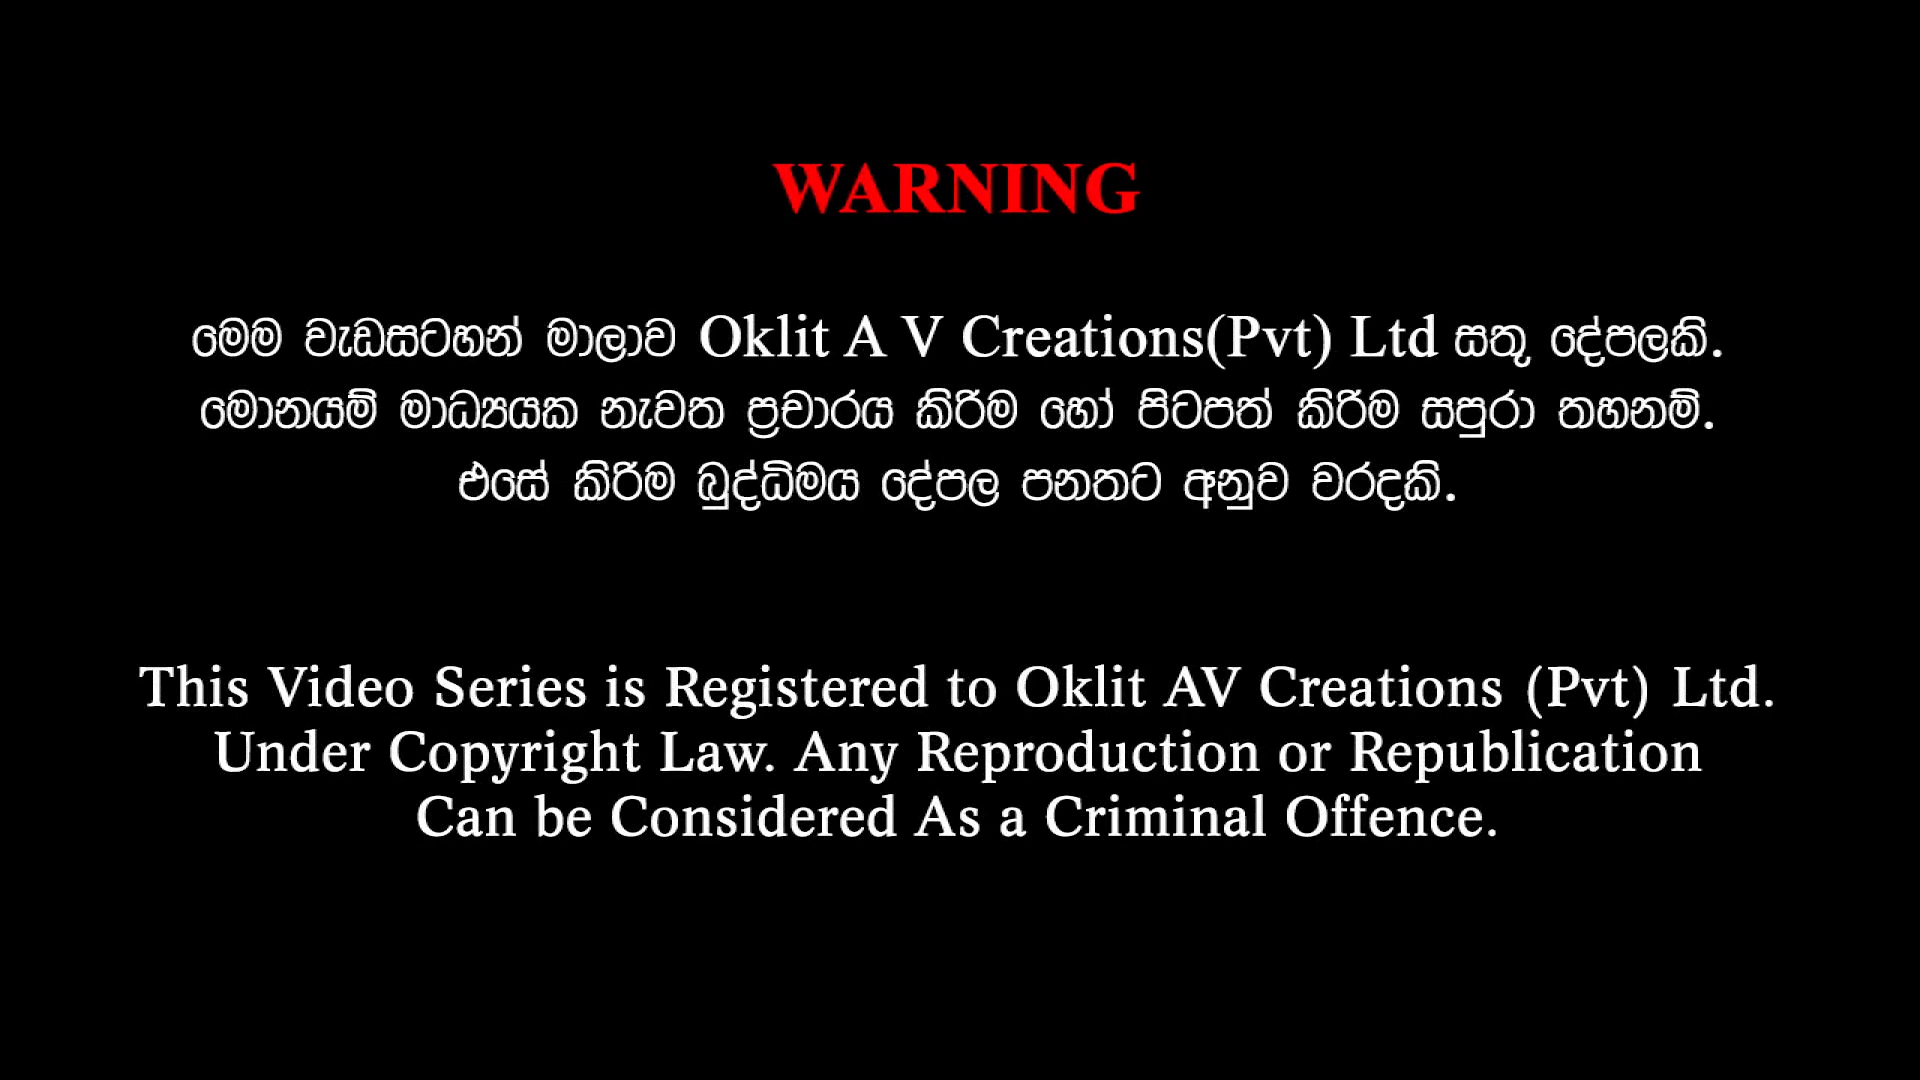 WARNING
මෙම වැඩසටහන් මාලාව Oklit A V Creations(Pvt) Ltd සතු දේපලකි.
මොනයම් මාධ්‍යයක නැවත ප්‍රචාරය කිරිම හෝ පිටපත් කිරිම සපුරා තහනම්.
එසේ කිරිම බුද්ධිමය දේපල පනතට අනුව වරදකි.
This Video Series is Registered to Oklit AV Creations (Pvt) Ltd.
Under Copyright Law. Any Reproduction or Republication
Can be Considered As a Criminal Offence.